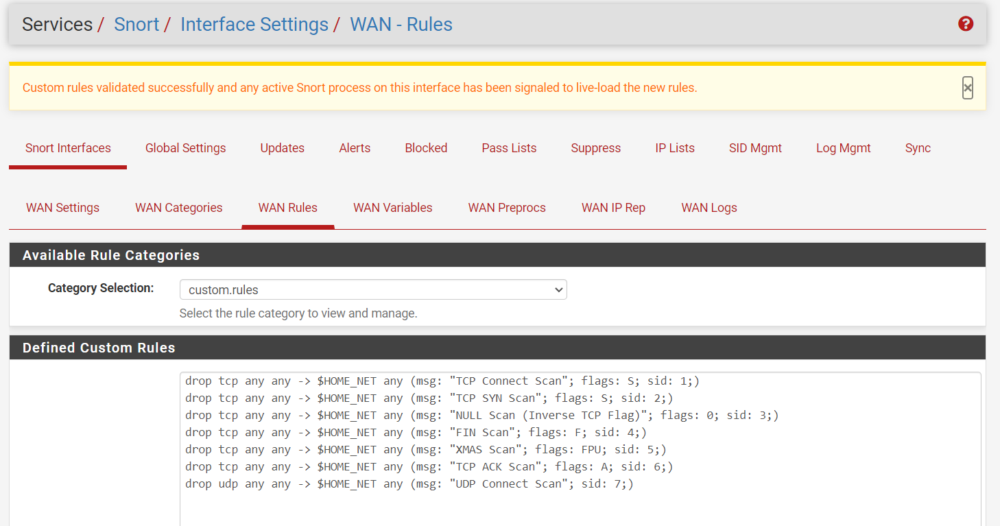 Services / Snort / Interface Settings / WAN - Rules ?
Custom rules validated successfully and any active Snort process on this interface has been signaled to live-load the new rules. ×
Snort Interfaces Global Settings Updates Alerts Blocked Pass Lists Suppress IP Lists SID Mgmt Log Mgmt Sync
WAN Settings WAN Categories WAN Rules WAN Variables WAN Preprocs WAN IP Rep WAN Logs
Available Rule Categories
Category Selection: custom.rules
Select the rule category to view and manage.
Defined Custom Rules
drop tcp any any -> $HOME_NET any (msg: "TCP Connect Scan"; flags: S; sid: 1;)
drop tcp any any -> $HOME_NET any (msg: "TCP SYN Scan"; flags: S; sid: 2;)
drop tcp any any -> $HOME_NET any (msg: "NULL Scan (Inverse TCP Flag)"; flags: 0; sid: 3;)
drop tcp any any -> $HOME_NET any (msg: "FIN Scan"; flags: F; sid: 4;)
drop tcp any any -> $HOME_NET any (msg: "XMAS Scan"; flags: FPU; sid: 5;)
drop tcp any any -> $HOME_NET any (msg: "TCP ACK Scan"; flags: A; sid: 6;)
drop udp any any -> $HOME_NET any (msg: "UDP Connect Scan"; sid: 7;)